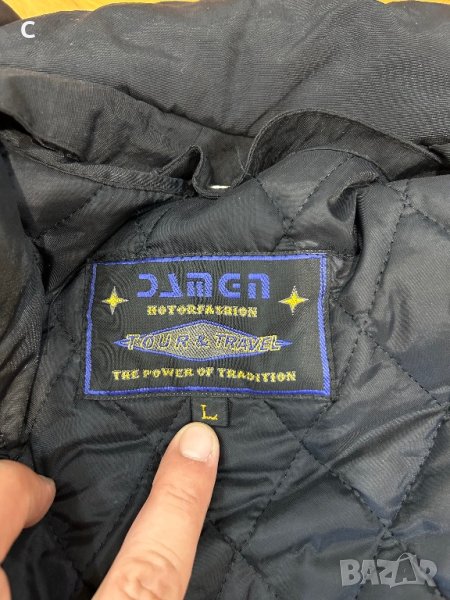 C
DAMEN
MOTORFASHION
TOUR & TRAVEL
THE POWER OF TRADITION
L
BAZAR